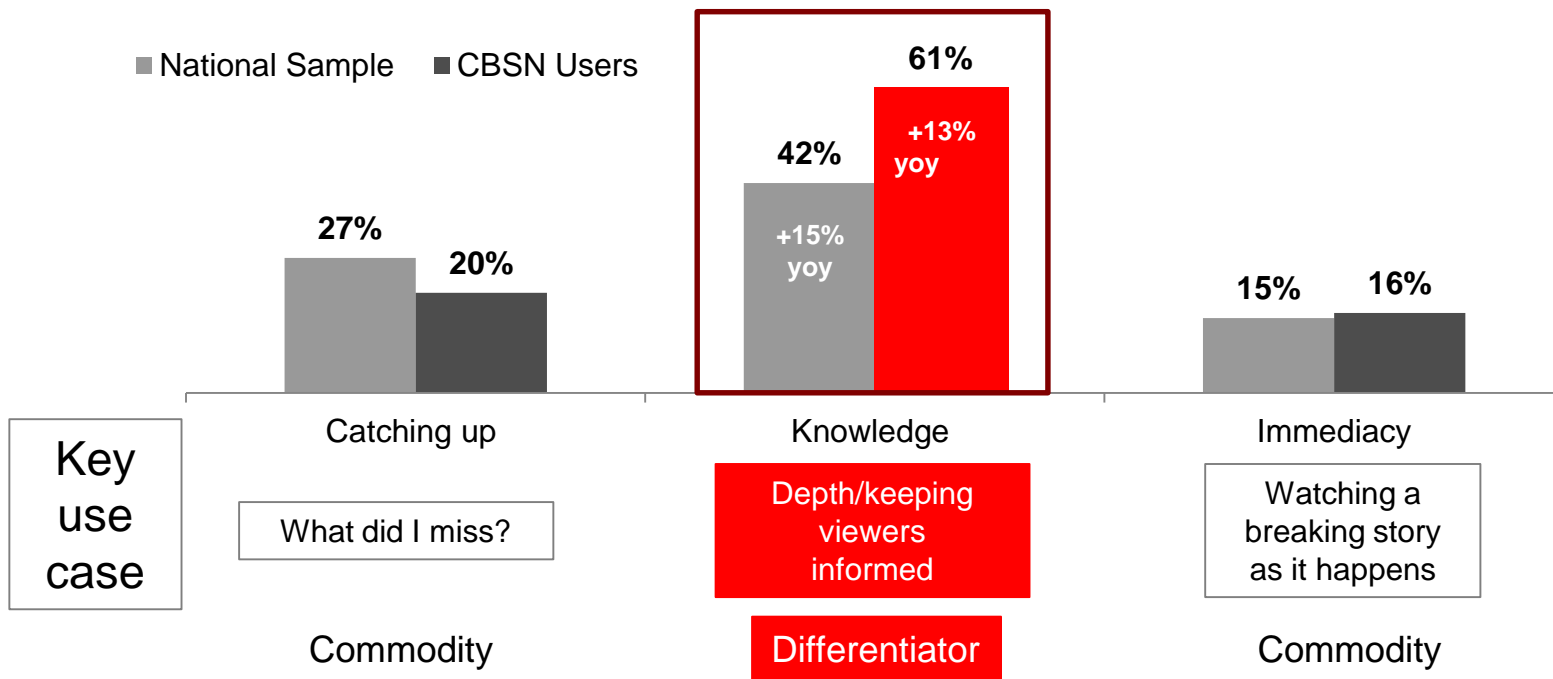 National Sample
CBSN Users
27%
20%
42%
+15%
yoy
61%
+13%
yoy
15%
16%
Catching up
Knowledge
Immediacy
Key
use
case
What did I miss?
Depth/keeping
viewers
informed
Watching a
breaking story
as it happens
Commodity
Differentiator
Commodity